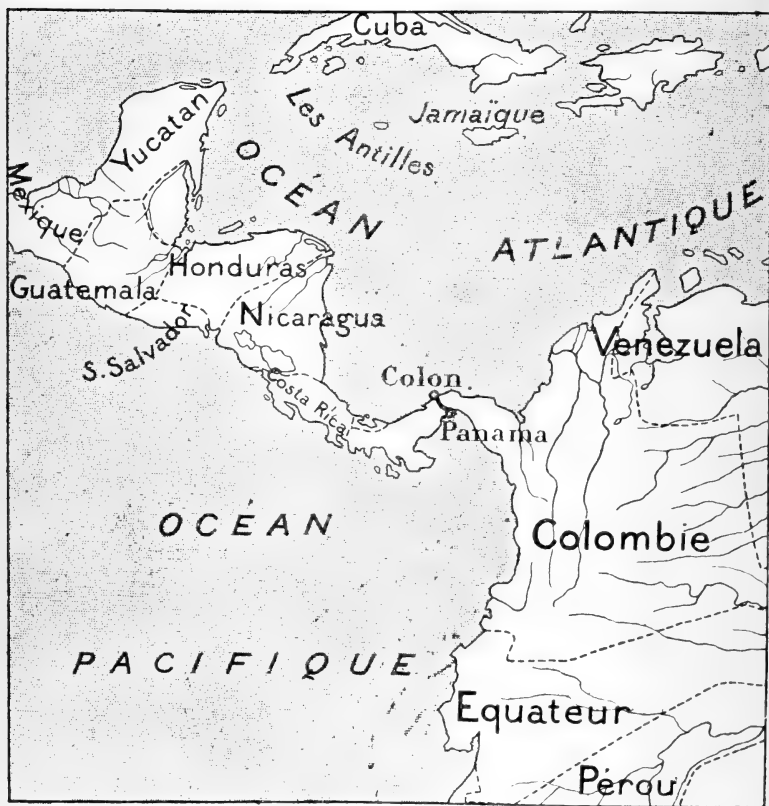 Cuba
Les Antilles
Jamaïque
Yucatan
OCÉAN
ATLANTIQUE
Mexique
Honduras
Guatemala
Nicaragua
S. Salvador
Venezuela
Costa Rica
Colon
Panama
OCÉAN
Colombie
PACIFIQUE
Equateur
Pérou